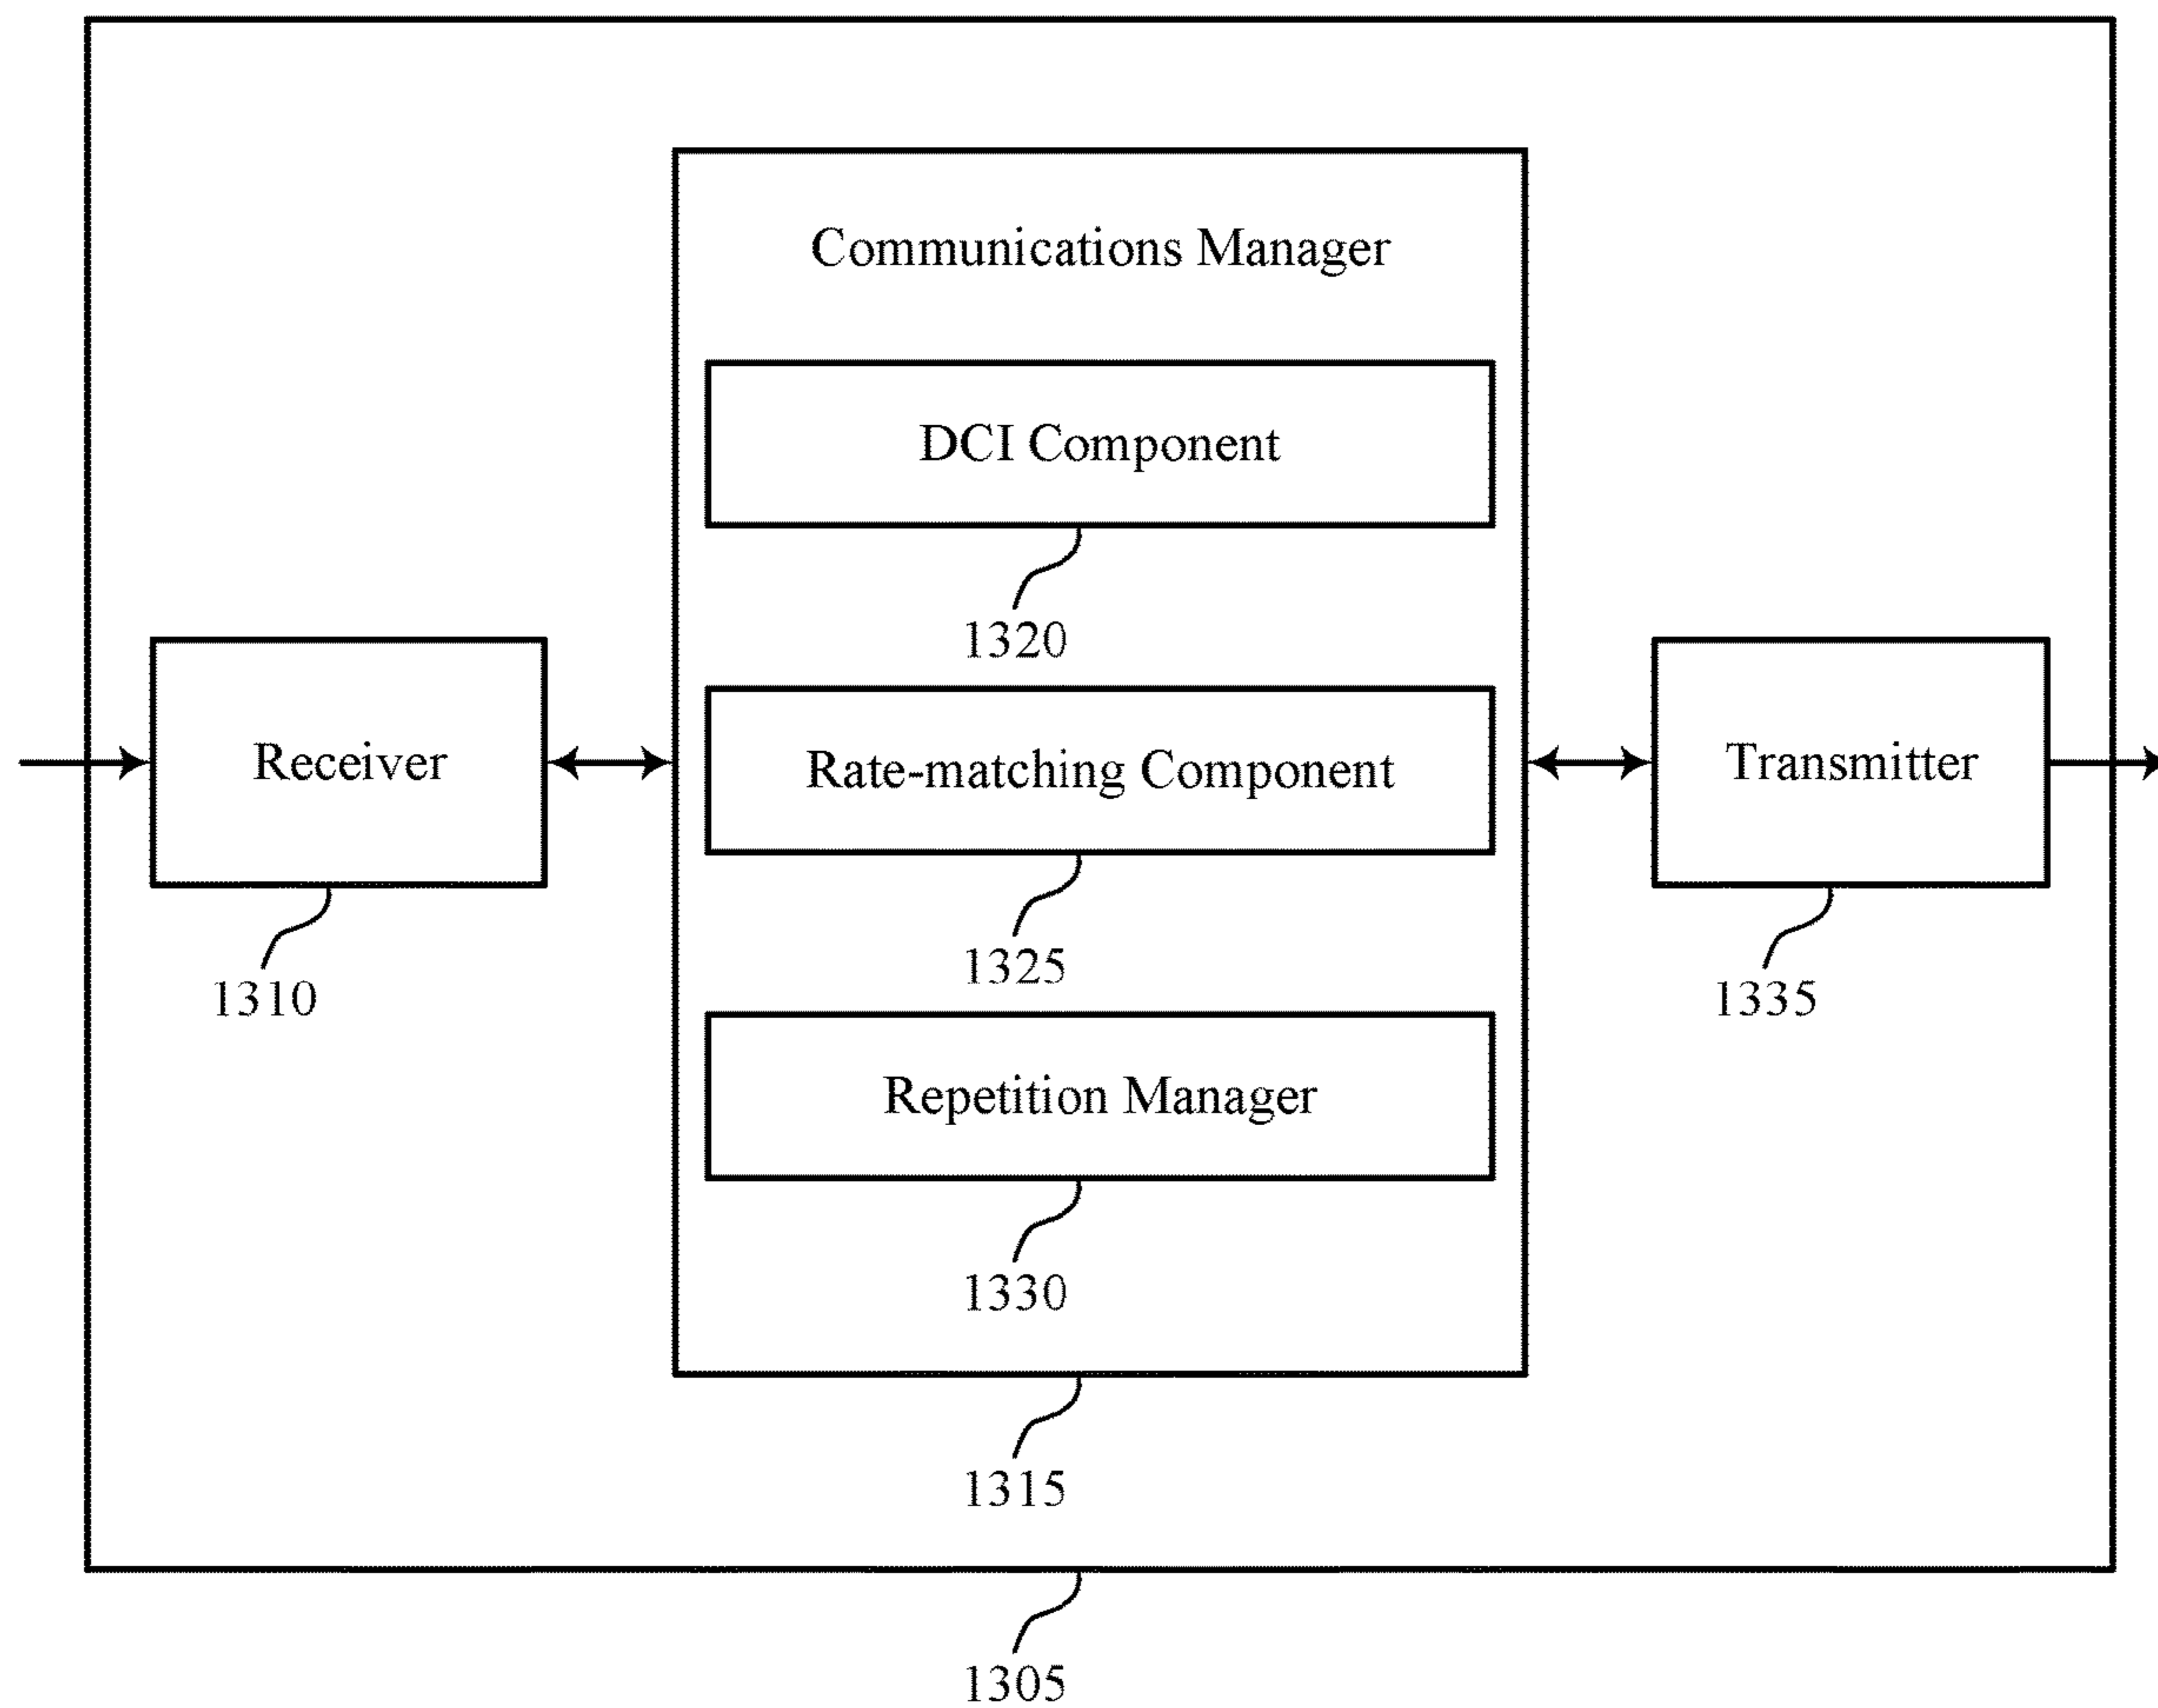 Communications Manager
DCI Component
1320
Receiver
1310
Rate-matching Component
1325
Transmitter
1335
Repetition Manager
1330
1315
1305